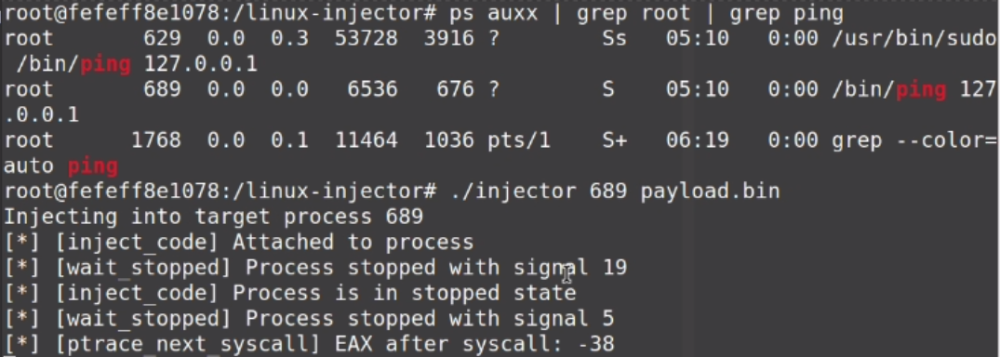 root@fefeff8e1078:/linux-injector# ps auxx | grep root | grep ping
root       629  0.0  0.3  53728  3916 ?        Ss   05:10   0:00 /usr/bin/sudo
 /bin/ping 127.0.0.1
root       689  0.0  0.0   6536   676 ?        S    05:10   0:00 /bin/ping 127
.0.0.1
root      1768  0.0  0.1  11464  1036 pts/1    S+   06:19   0:00 grep --color=
auto ping
root@fefeff8e1078:/linux-injector# ./injector 689 payload.bin
Injecting into target process 689
[*] [inject_code] Attached to process
[*] [wait_stopped] Process stopped with signal 19
[*] [inject_code] Process is in stopped state
[*] [wait_stopped] Process stopped with signal 5
[*] [ptrace_next_syscall] EAX after syscall: -38